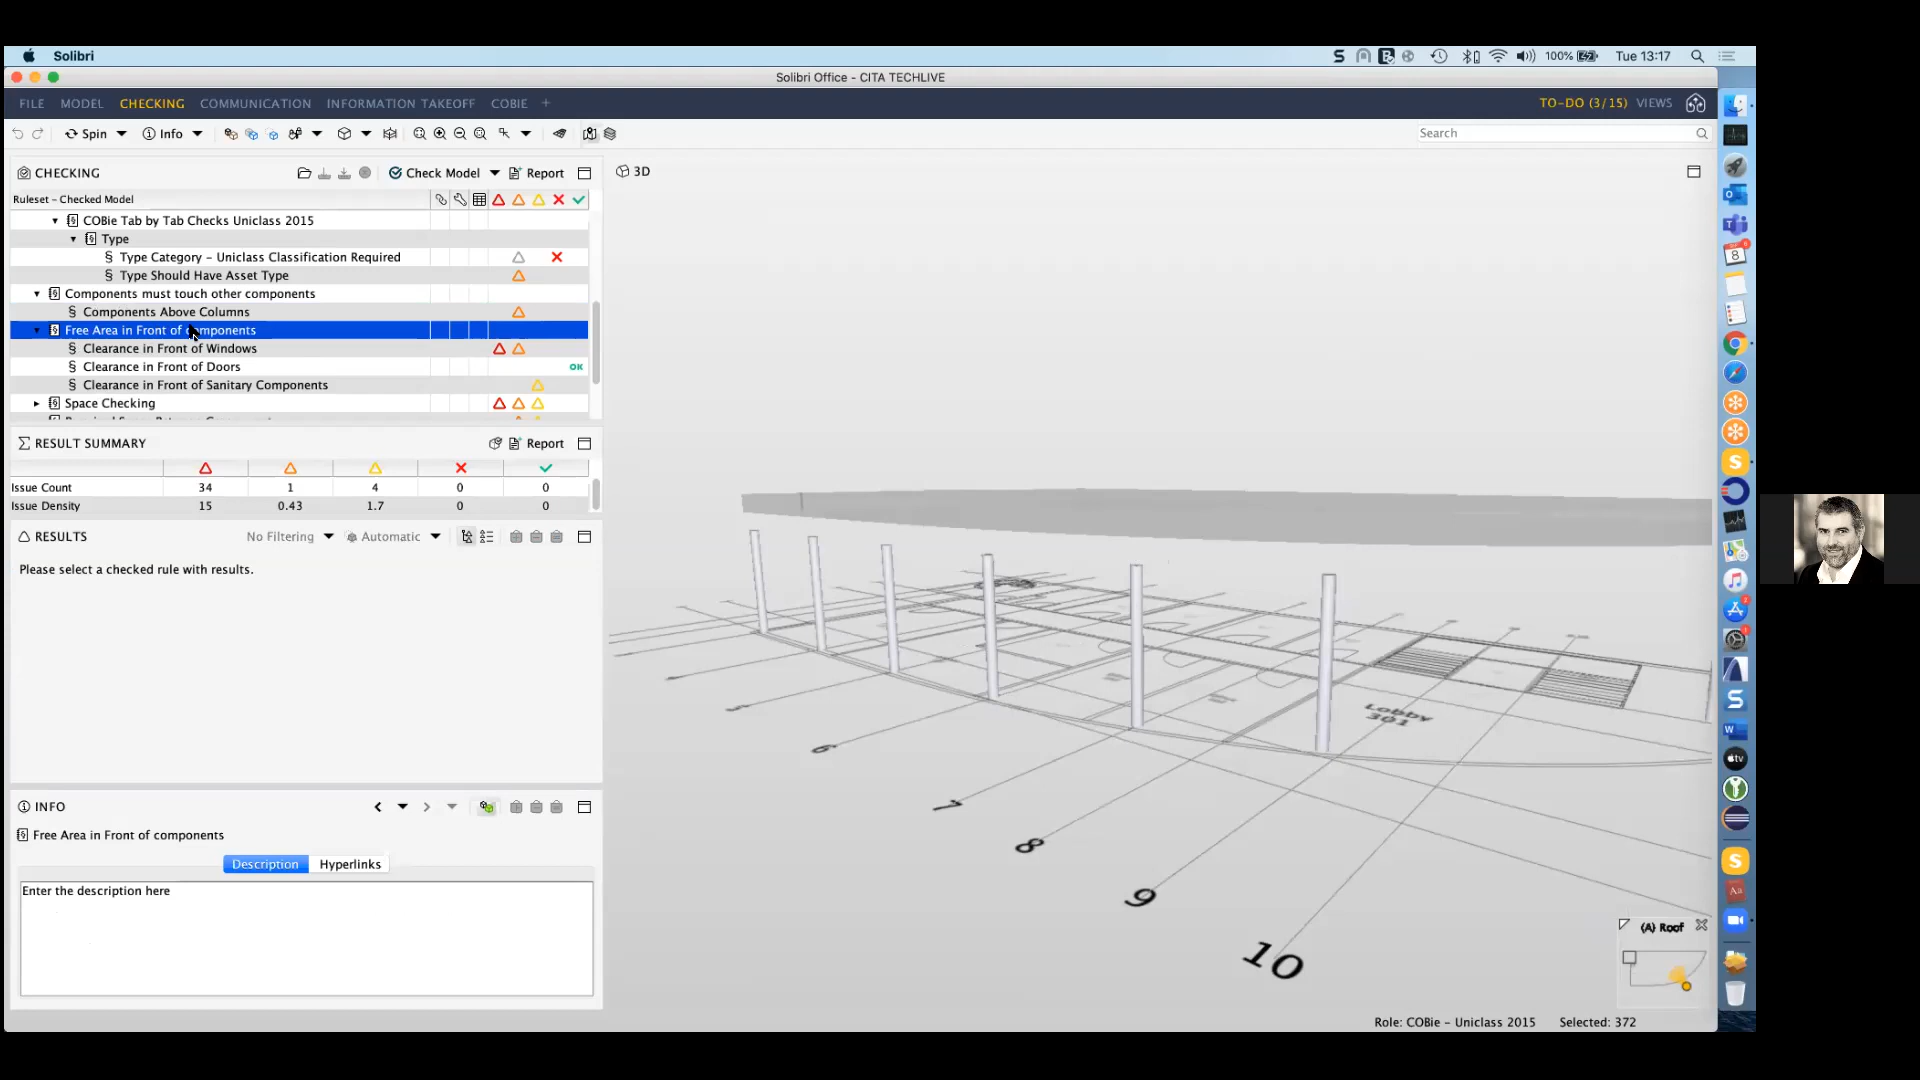 Solibri
100%
Tue 13:17
Solibri Office - CITA TECHLIVE
FILE MODEL CHECKING COMMUNICATION INFORMATION TAKEOFF COBIE +
TO-DO (3/15) VIEWS
Spin Info
Search
CHECKING
Check Model Report
3D
Ruleset - Checked Model
COBie Tab by Tab Checks Uniclass 2015
Type
§ Type Category - Uniclass Classification Required
§ Type Should Have Asset Type
Components must touch other components
§ Components Above Columns
Free Area in Front of components
§ Clearance in Front of Windows
§ Clearance in Front of Doors OK
§ Clearance in Front of Sanitary Components
Space Checking
RESULT SUMMARY Report
Issue Count 34 1 4 0 0
Issue Density 15 0.43 1.7 0 0
RESULTS No Filtering Automatic
Please select a checked rule with results.
INFO
Free Area in Front of components
Description Hyperlinks
Enter the description here
Lobby
301
5
6
7
8
9
10
(A) Roof
Role: COBie - Uniclass 2015 Selected: 372